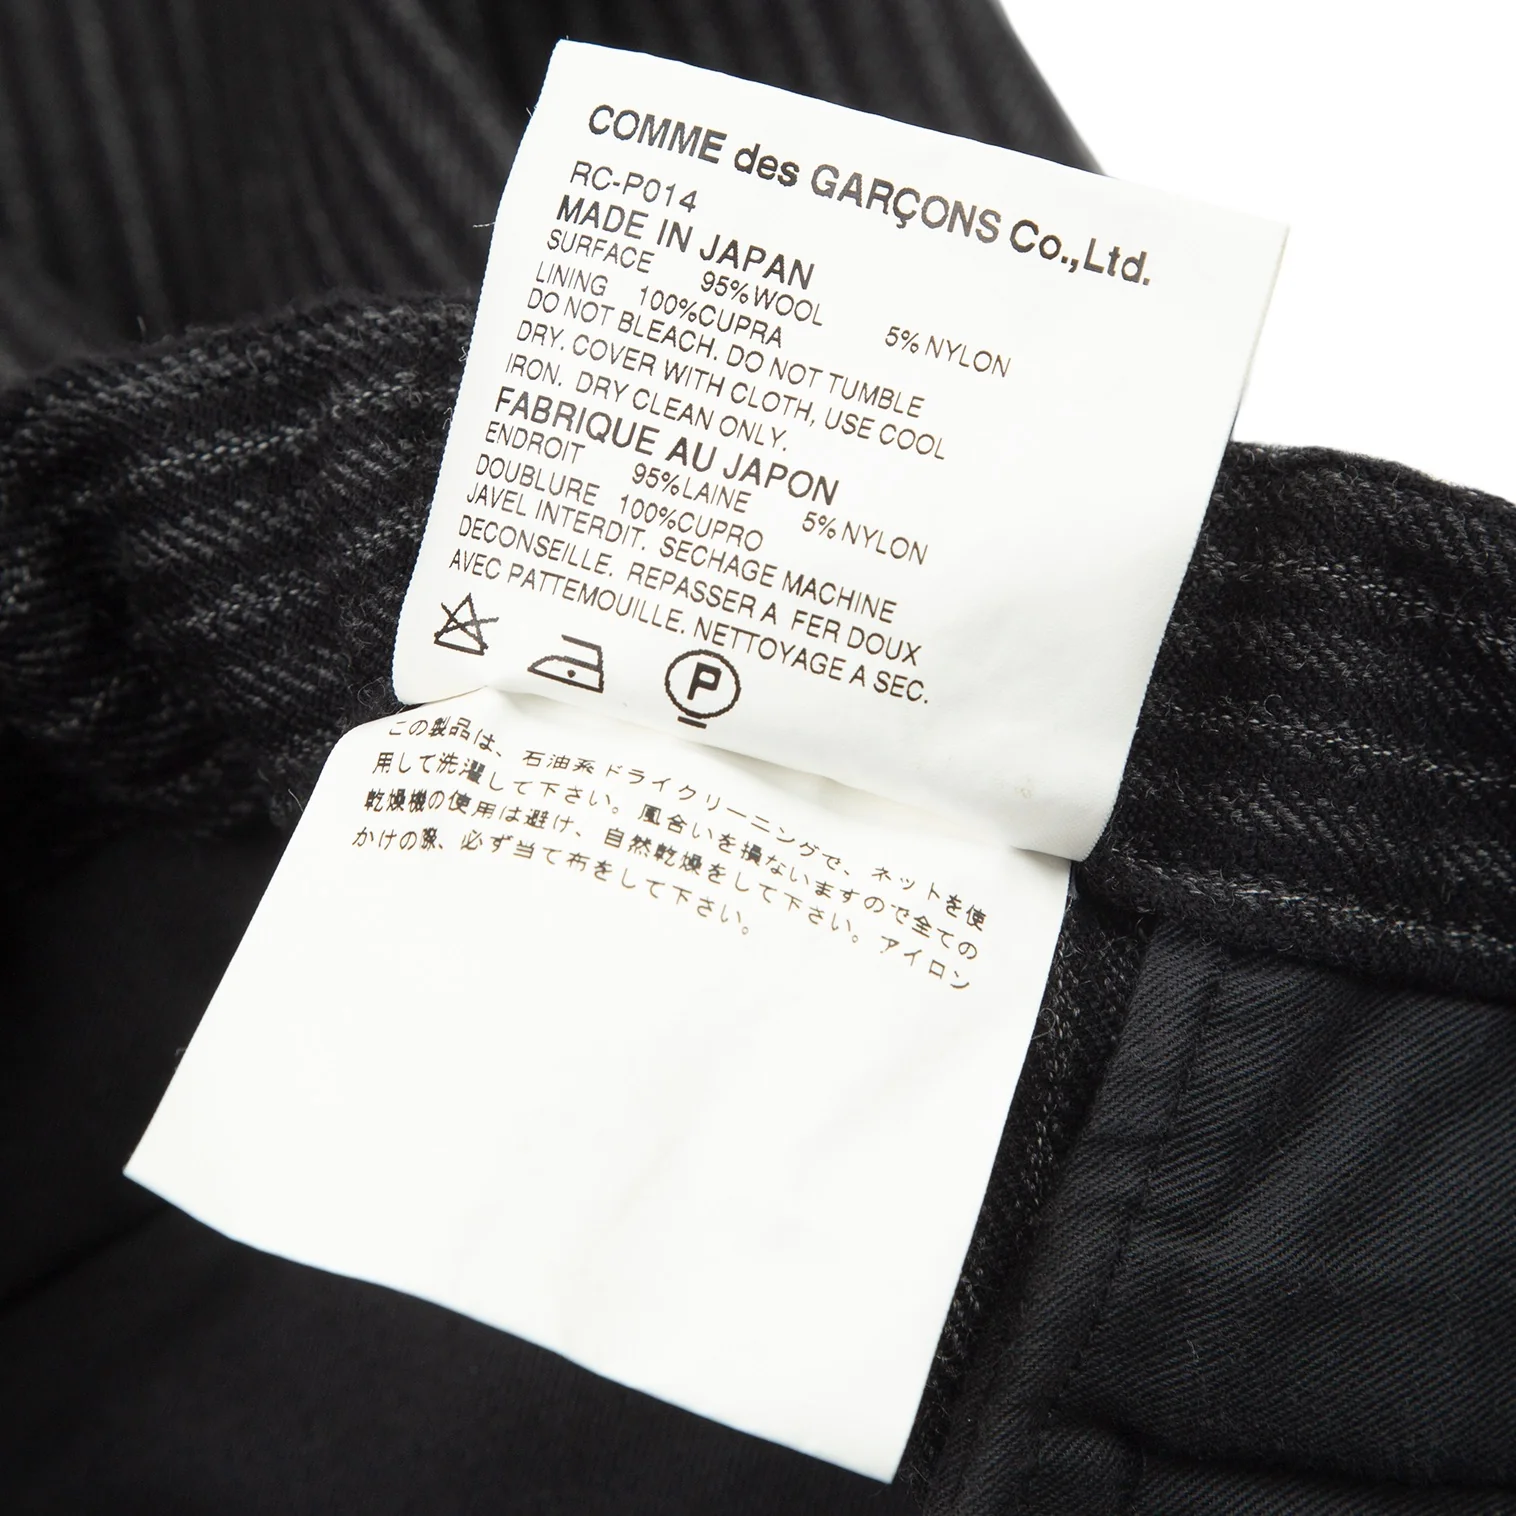 COMME des GARÇONS Co.,Ltd.
RC-P014
MADE IN JAPAN
SURFACE 95%WOOL 5%NYLON
LINING 100%CUPRA
DO NOT BLEACH. DO NOT TUMBLE
DRY. COVER WITH CLOTH, USE COOL
IRON. DRY CLEAN ONLY.
FABRIQUE AU JAPON
ENDROIT 95%LAINE 5%NYLON
DOUBLURE 100%CUPRO
JAVEL INTERDIT. SECHAGE MACHINE
DECONSEILLE. REPASSER A FER DOUX
AVEC PATTEMOUILLE. NETTOYAGE A SEC.
P
この製品は、石油系ドライクリーニングで、ネットを使
用して洗濯して下さい。風合いを損ないますので全ての
乾燥機の使用は避け、自然乾燥をして下さい。アイロン
かけの際、必ず当て布をして下さい。